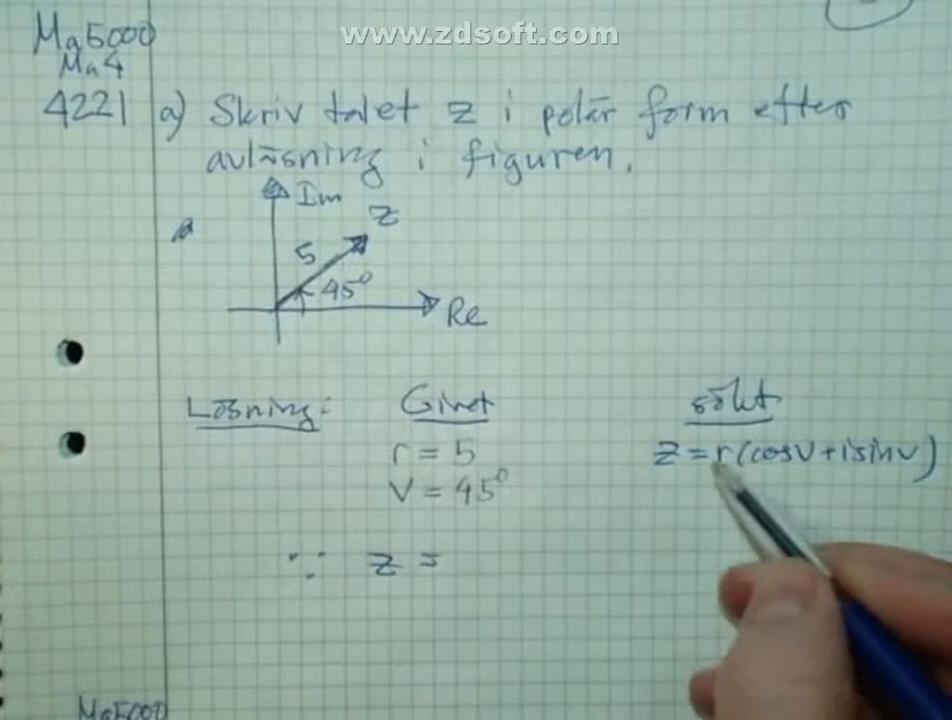 www.zdsoft.com
Ma5000
Ma4
4221 a) Skriv talet z i polär form efter
avläsning i figuren.
Im
z
5
45°
Re
Lösning: Givet sökt
r = 5 z = r(cosv+isinv)
v = 45°
∵ z =
Ma5000